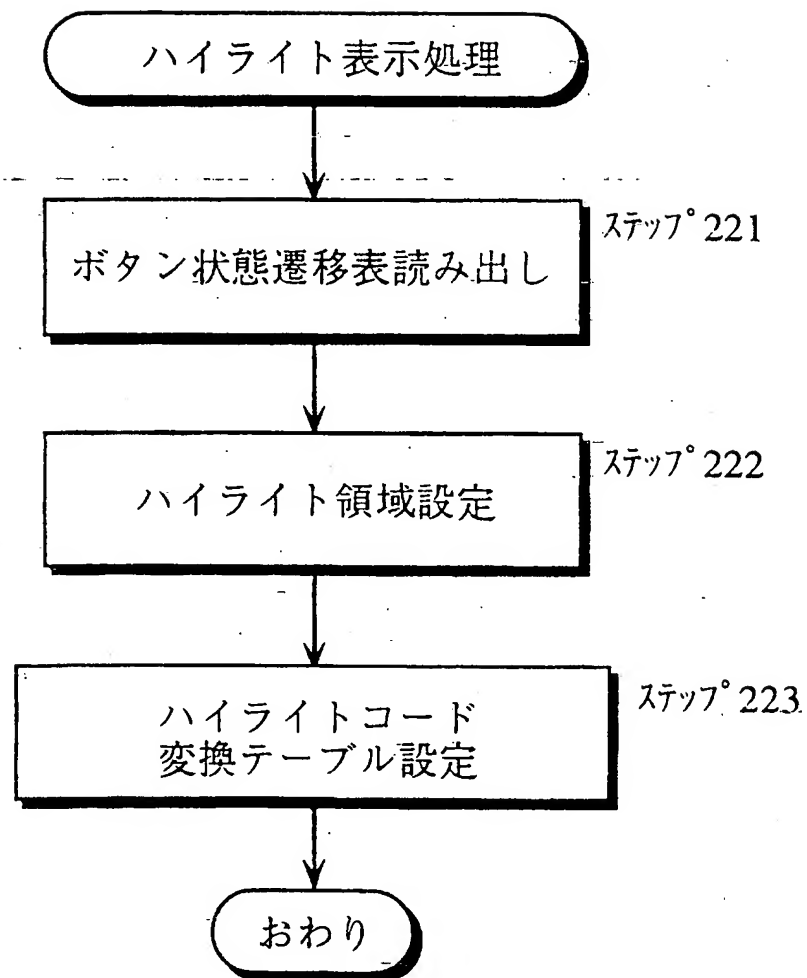 ハイライト表示処理
ステップ221
ボタン状態遷移表読み出し
ステップ222
ハイライト領域設定
ステップ223
ハイライトコード
変換テーブル設定
おわり